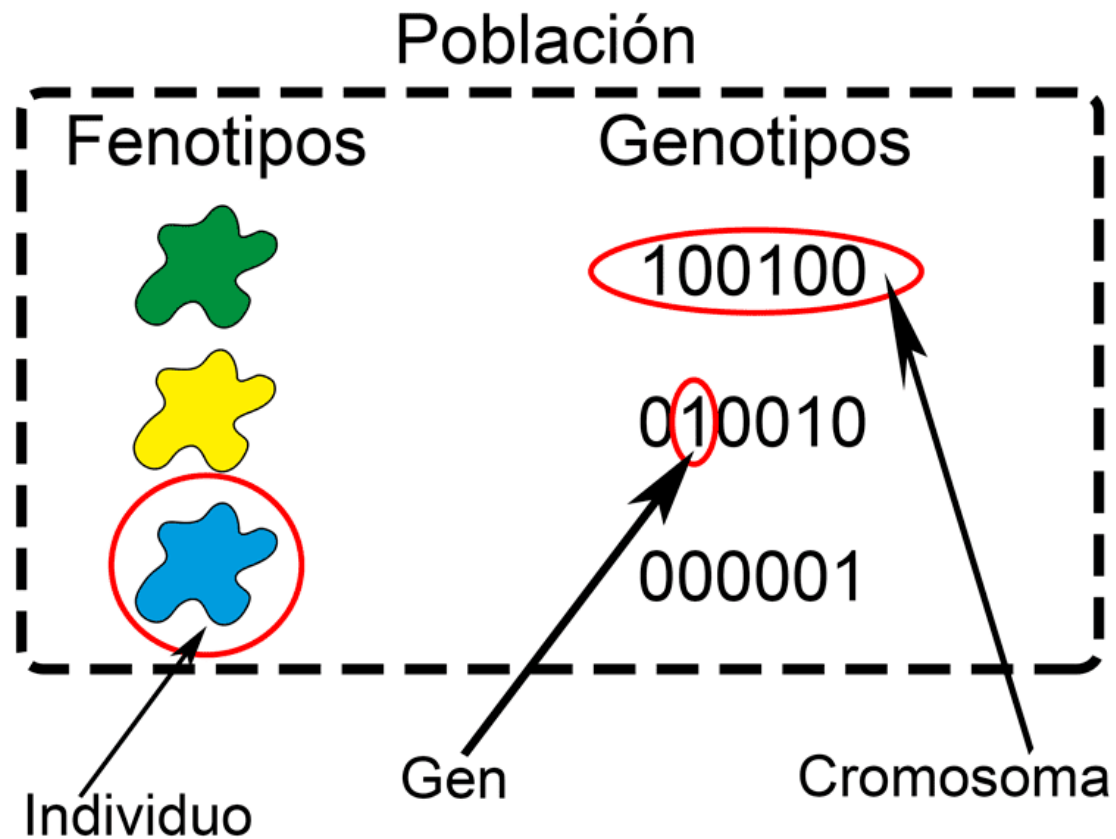 Población
Fenotipos
Genotipos
100100
010010
000001
Individuo
Gen
Cromosoma